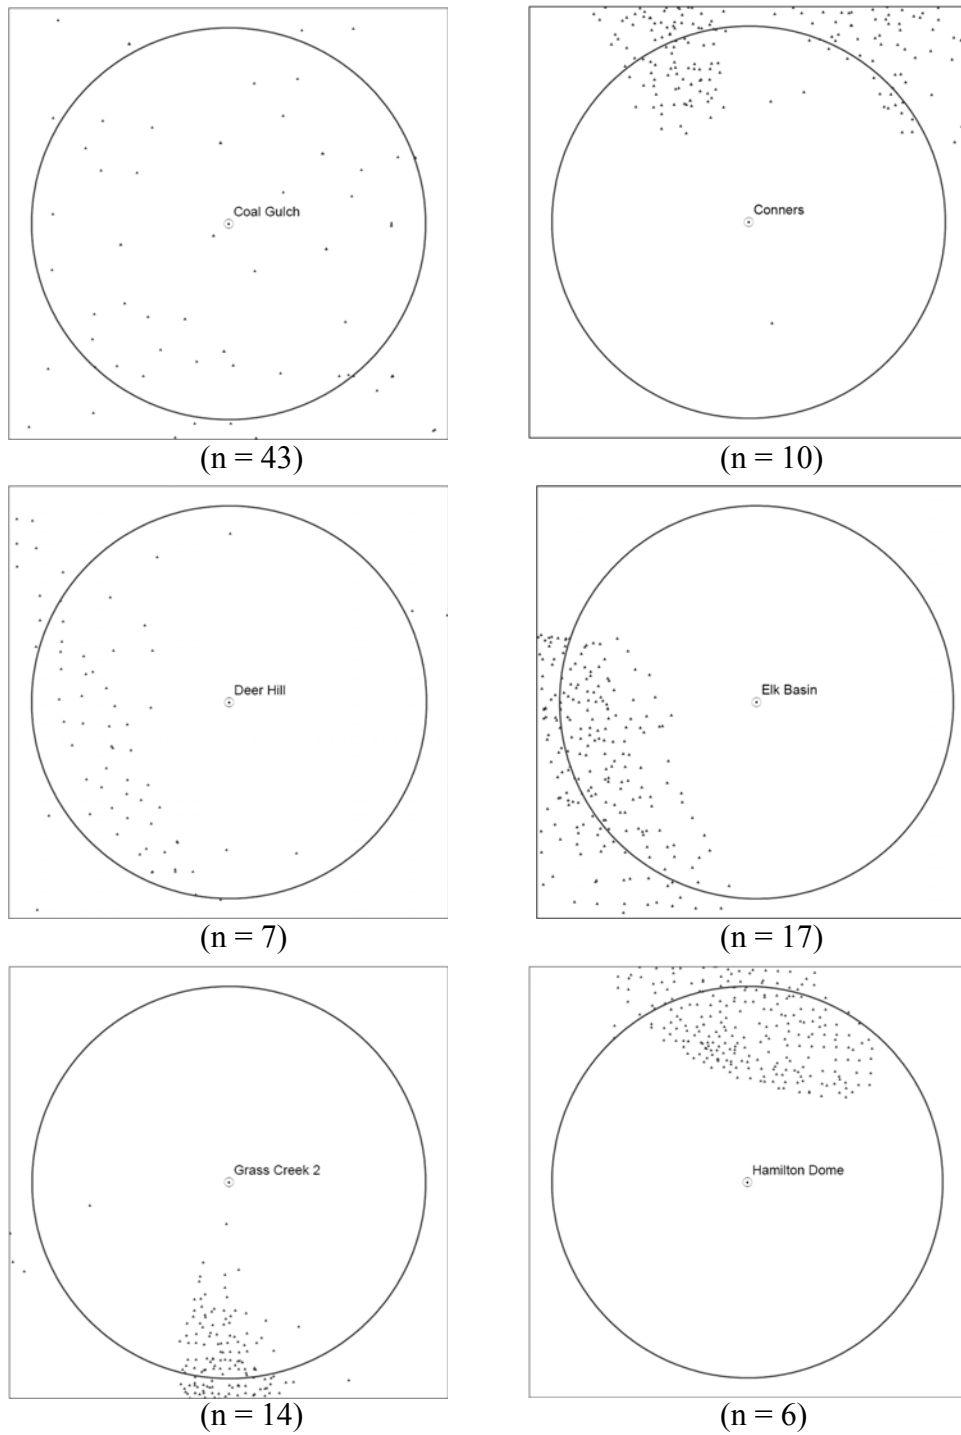 Coal Gulch
Conners
(n = 43)
(n = 10)
Deer Hill
Elk Basin
(n = 7)
(n = 17)
Grass Creek 2
Hamilton Dome
(n = 14)
(n = 6)